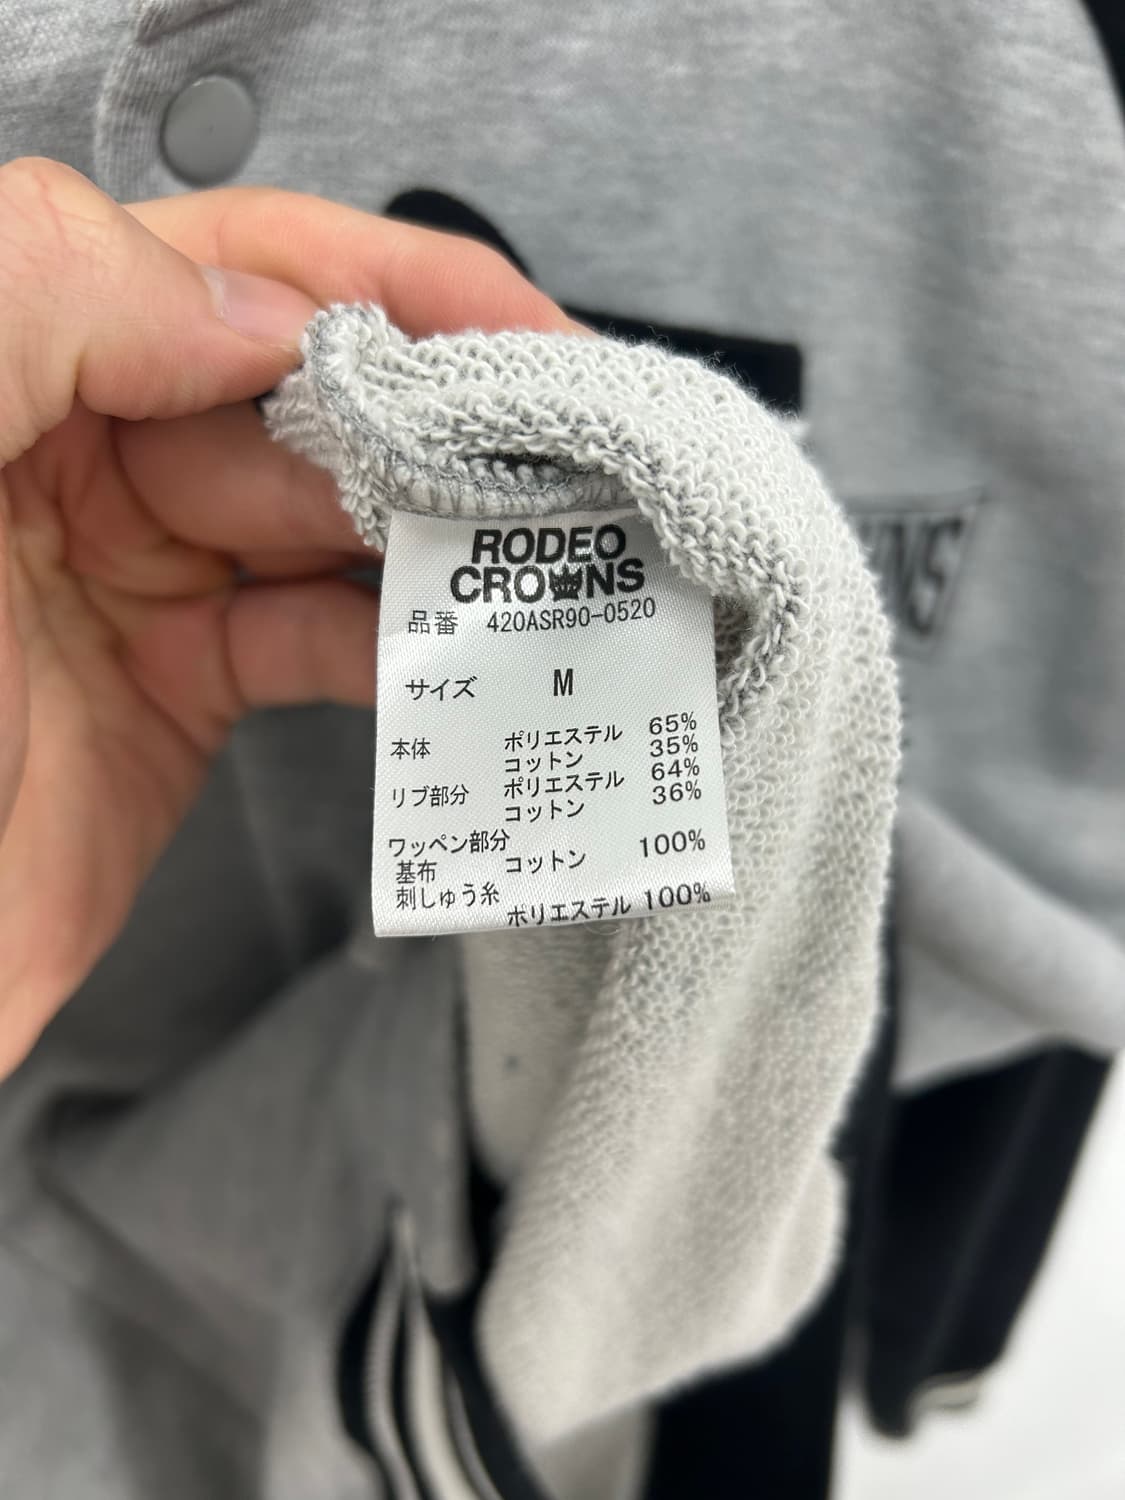 RODEO
CROWNS
品番 420ASR90-0520
サイズ M
本体 ポリエステル 65%
コットン 35%
リブ部分 ポリエステル 64%
コットン 36%
ワッペン部分
基布 コットン 100%
刺しゅう糸
ポリエステル 100%
WNS